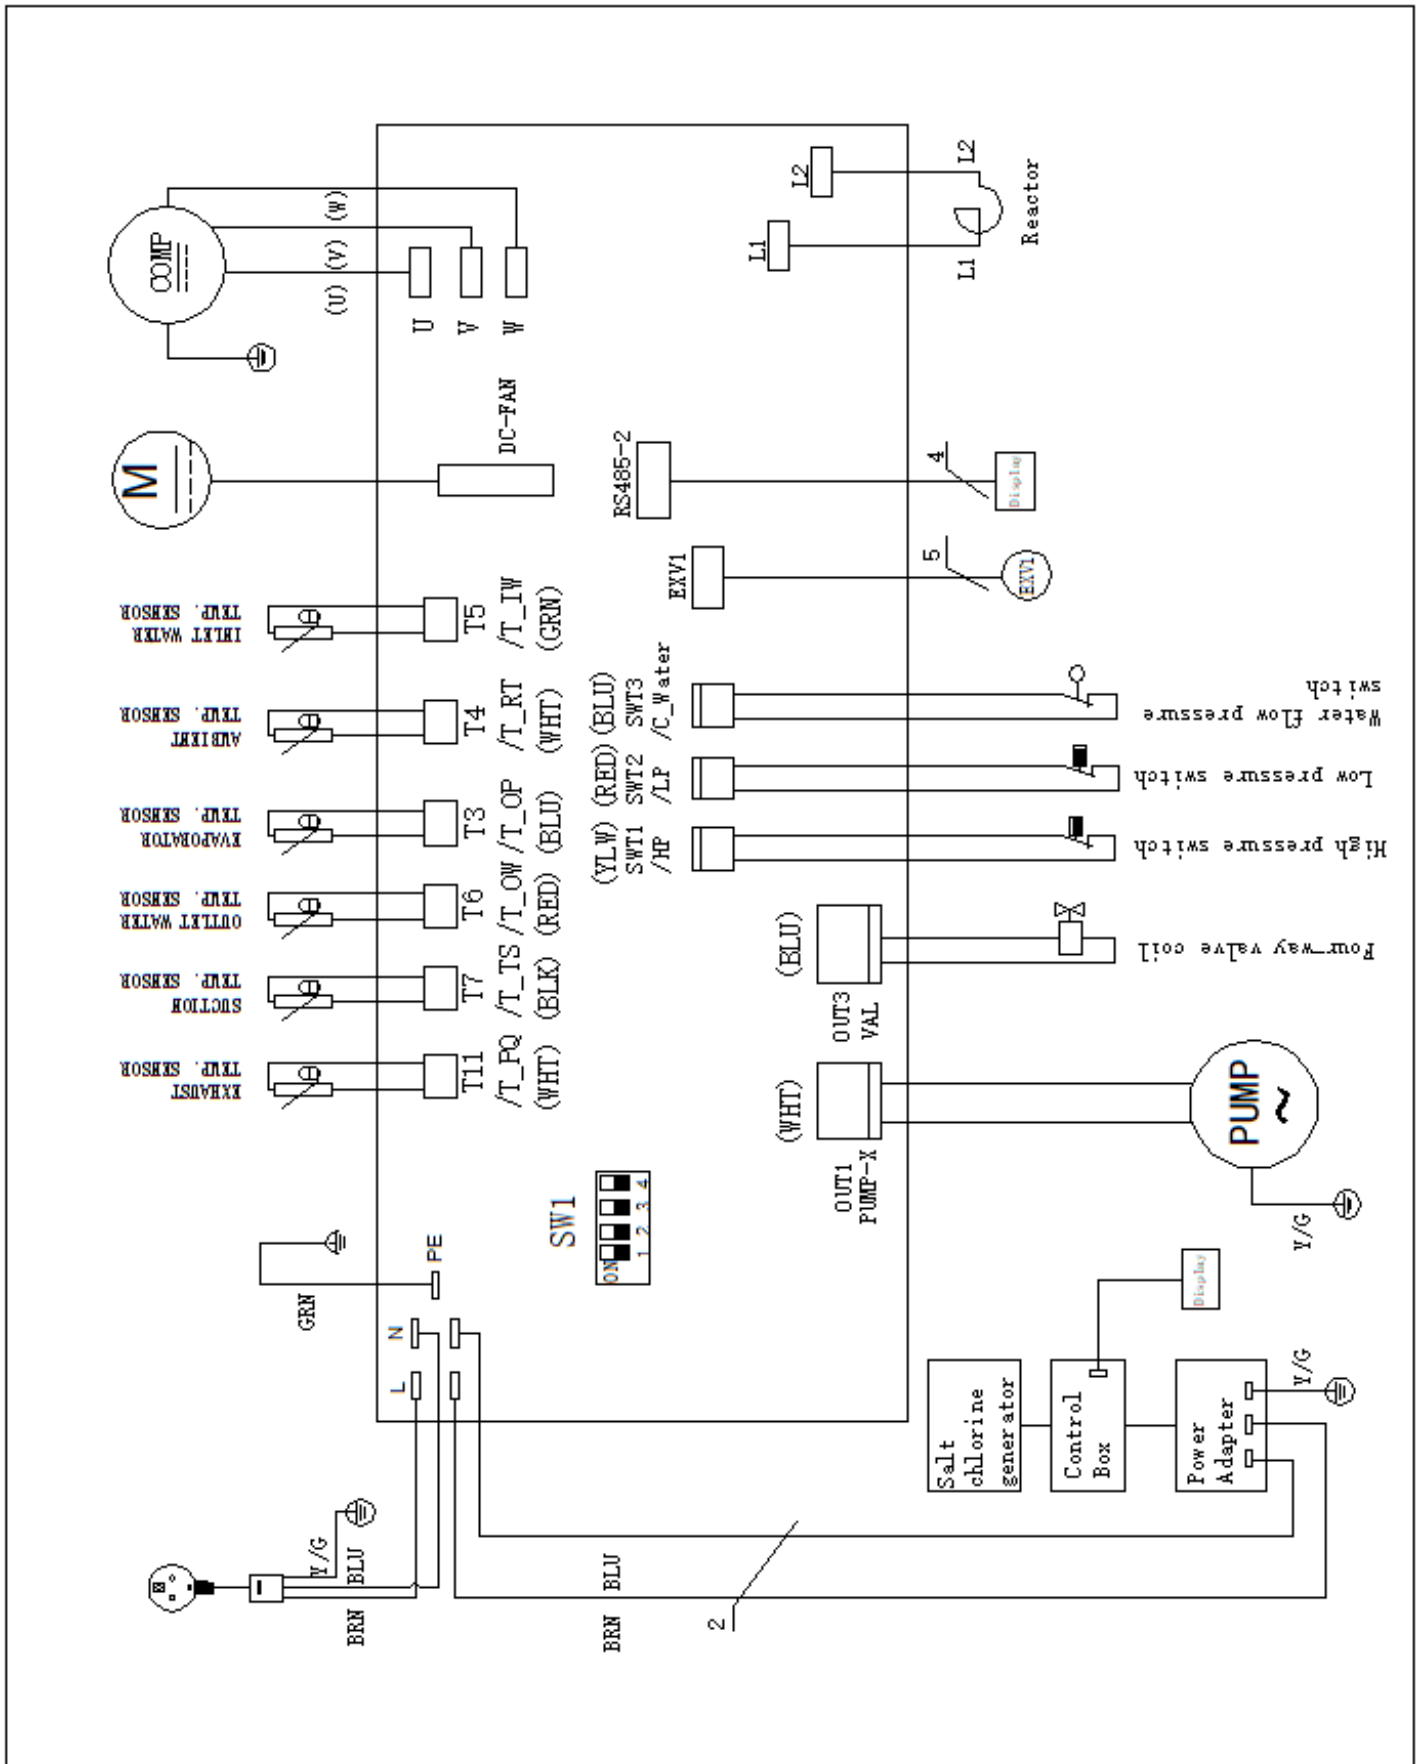 COMP
(U) (V) (W)
U
V
W
M
DC-FAN
INLET WATER
TEMP. SENSOR
T5
/T_IW
(GRN)
AMBIENT
TEMP. SENSOR
T4
/T_RT
(WHT)
EVAPORATOR
TEMP. SENSOR
T3
/T_OP
(BLU)
OUTLET WATER
TEMP. SENSOR
T6
/T_OW
(RED)
SUCTION
TEMP. SENSOR
T7
/T_TS
(BLK)
EXHAUST
TEMP. SENSOR
T11
/T_PQ
(WHT)
L2
L1
L2
L1
Reactor
RS485-2
4
Display
EXV1
5
EXV1
(BLU)
SWT3
/C_Water
Water flow pressure
switch
(RED)
SWT2
/LP
Low pressure switch
(YLW)
SWT1
/HP
High pressure switch
(BLU)
OUT3
VAL
Four-way valve coil
(WHT)
OUT1
PUMP-X
PUMP
~
Y/G
SW1
ON
1 2 3 4
GRN
PE
N
L
Y/G
BLU
BRN
BLU
BRN
2
Salt
chlorine
generator
Control
Box
Display
Power
Adapter
Y/G